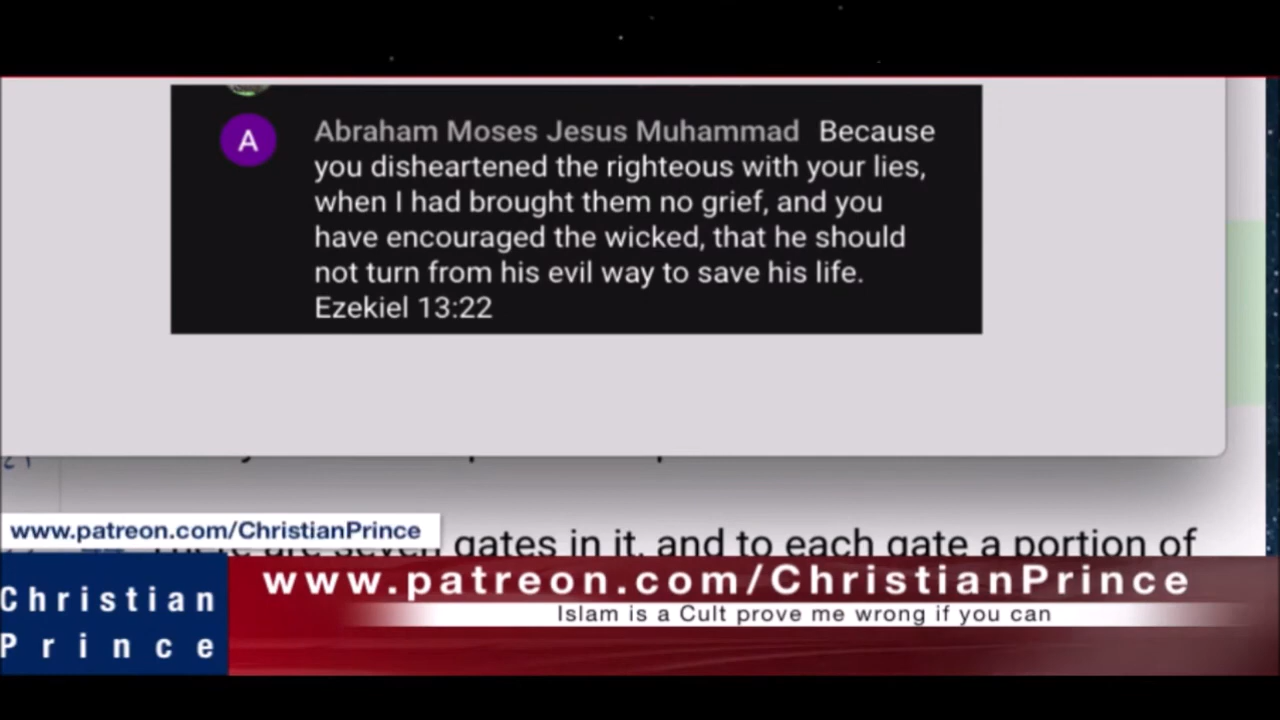 A
Abraham Moses Jesus Muhammad Because
you disheartened the righteous with your lies,
when I had brought them no grief, and you
have encouraged the wicked, that he should
not turn from his evil way to save his life.
Ezekiel 13:22
There are seven gates in it, and to each gate a portion of
www.patreon.com/ChristianPrince
www.patreon.com/ChristianPrince
Islam is a Cult prove me wrong if you can
Christian
Prince